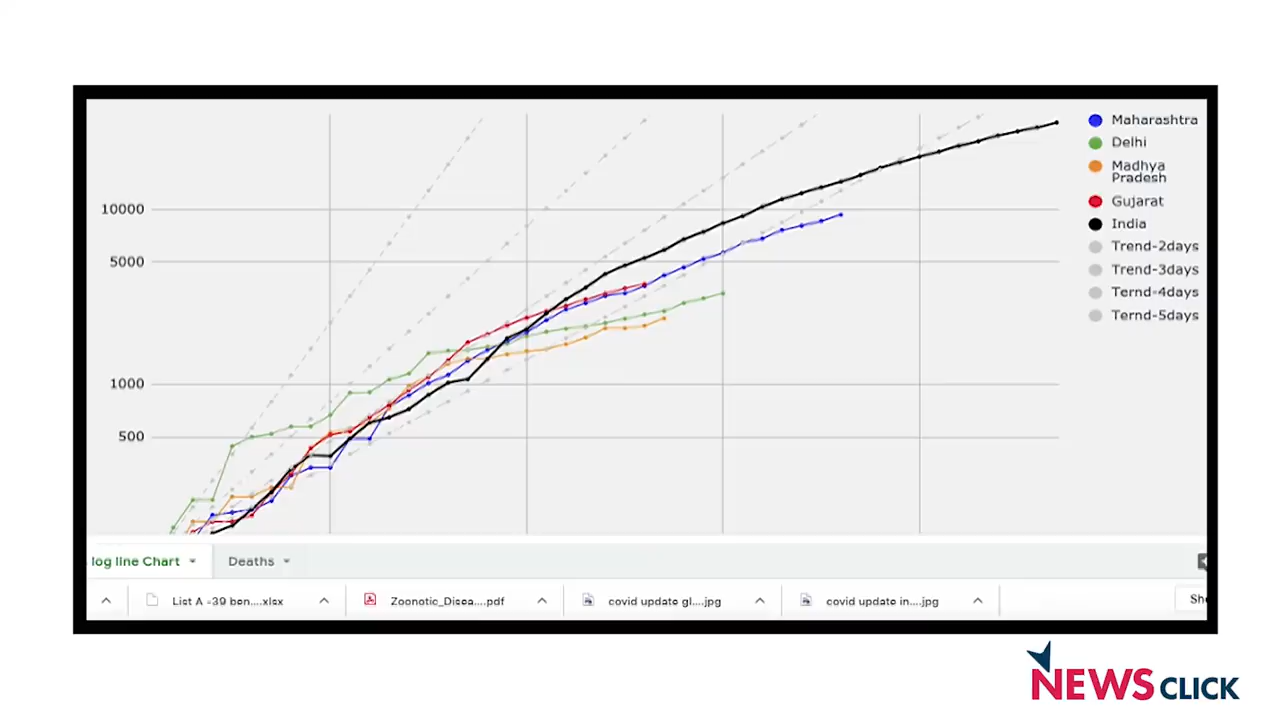 Maharashtra
Delhi
Madhya
Pradesh
Gujarat
India
Trend-2days
Trend-3days
Ternd-4days
Ternd-5days
10000
5000
1000
500
log line Chart
Deaths
List A -39 ben....xlsx
Zoonotic_Disea....pdf
covid update gl....jpg
covid update in....jpg
Sh
NEWS CLICK